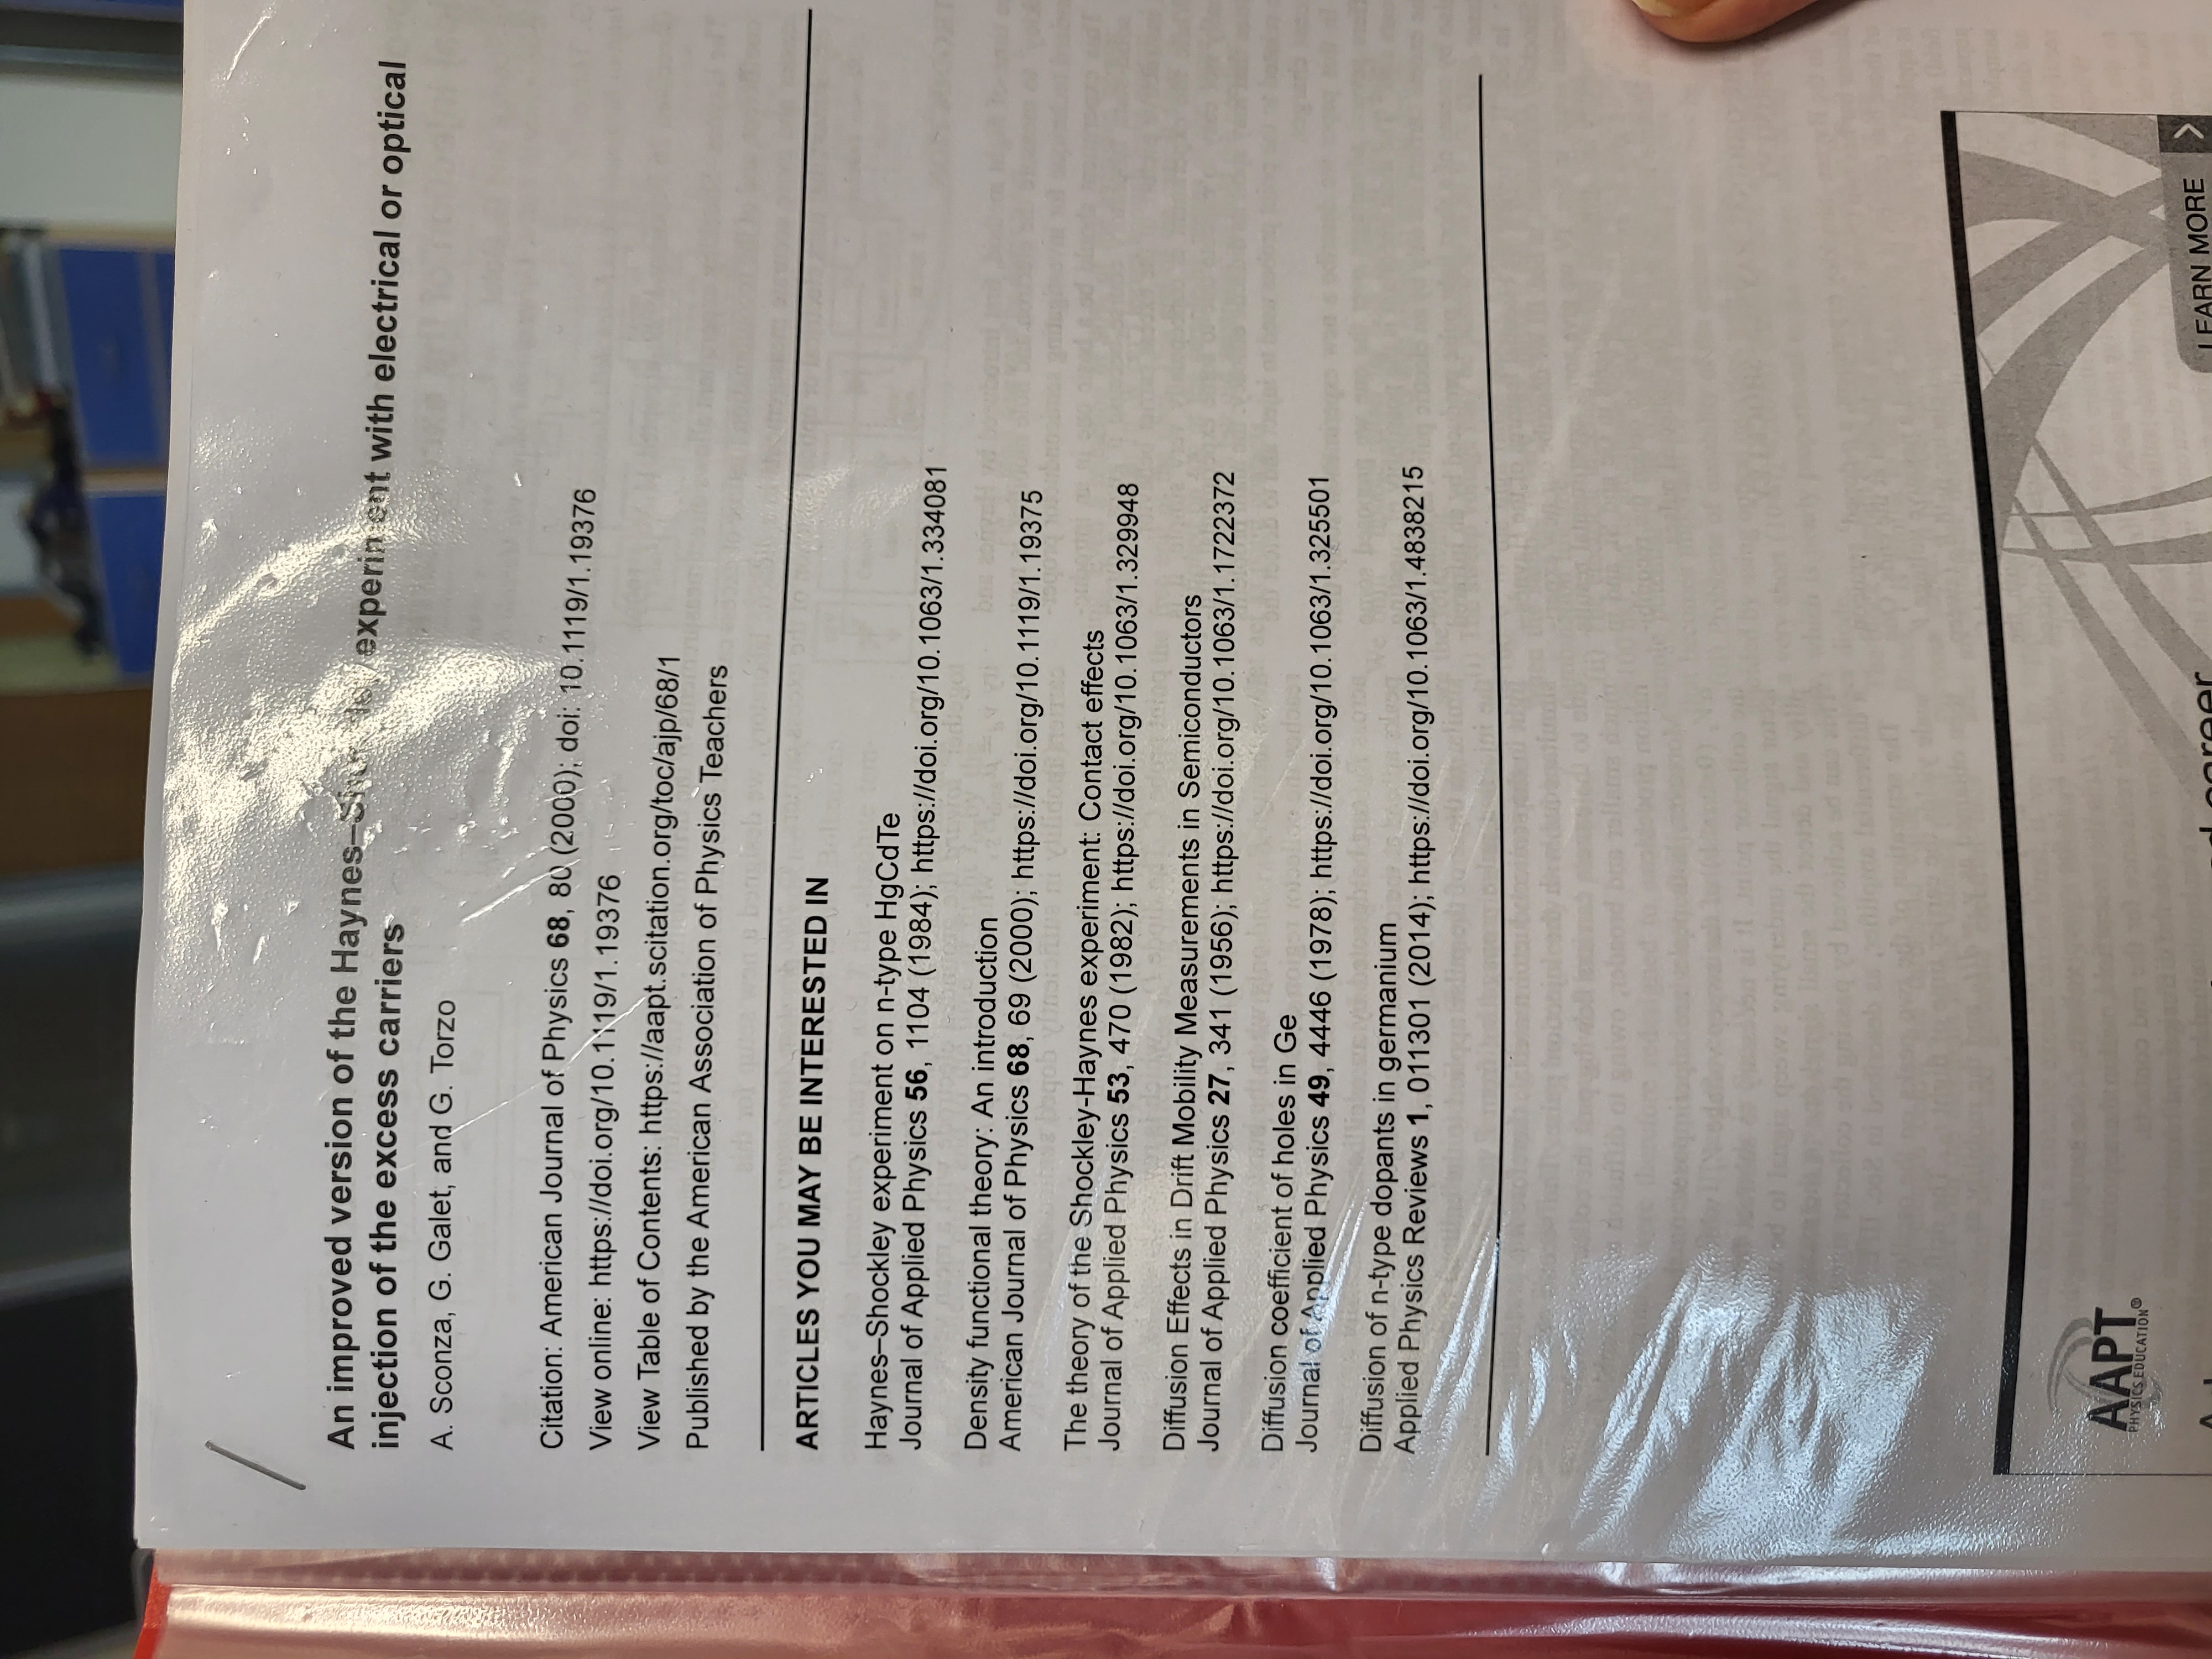 An improved version of the Haynes–Shockley experiment with electrical or optical
injection of the excess carriers
A. Sconza, G. Galet, and G. Torzo
Citation: American Journal of Physics 68, 80 (2000); doi: 10.1119/1.19376
View online: https://doi.org/10.1119/1.19376
View Table of Contents: https://aapt.scitation.org/toc/ajp/68/1
Published by the American Association of Physics Teachers
ARTICLES YOU MAY BE INTERESTED IN
Haynes–Shockley experiment on n-type HgCdTe
Journal of Applied Physics 56, 1104 (1984); https://doi.org/10.1063/1.334081
Density functional theory: An introduction
American Journal of Physics 68, 69 (2000); https://doi.org/10.1119/1.19375
The theory of the Shockley-Haynes experiment: Contact effects
Journal of Applied Physics 53, 470 (1982); https://doi.org/10.1063/1.329948
Diffusion Effects in Drift Mobility Measurements in Semiconductors
Journal of Applied Physics 27, 341 (1956); https://doi.org/10.1063/1.1722372
Diffusion coefficient of holes in Ge
Journal of Applied Physics 49, 4446 (1978); https://doi.org/10.1063/1.325501
Diffusion of n-type dopants in germanium
Applied Physics Reviews 1, 011301 (2014); https://doi.org/10.1063/1.4838215
AAPT
PHYSICS EDUCATION®
career
LEARN MORE